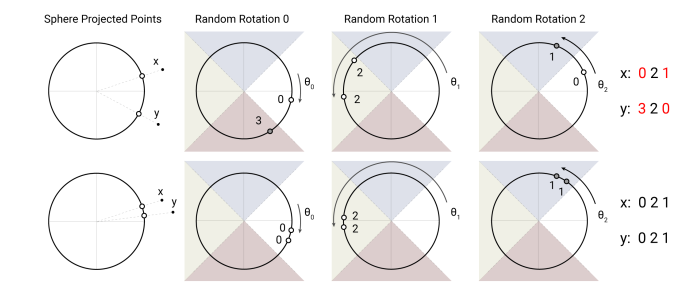 Sphere Projected Points
Random Rotation 0
Random Rotation 1
Random Rotation 2
x
y
0
3
θ0
2
2
θ1
1
0
θ2
x: 0 2 1
y: 3 2 0
x
y
0
0
θ0
2
2
θ1
1
1
θ2
x: 0 2 1
y: 0 2 1